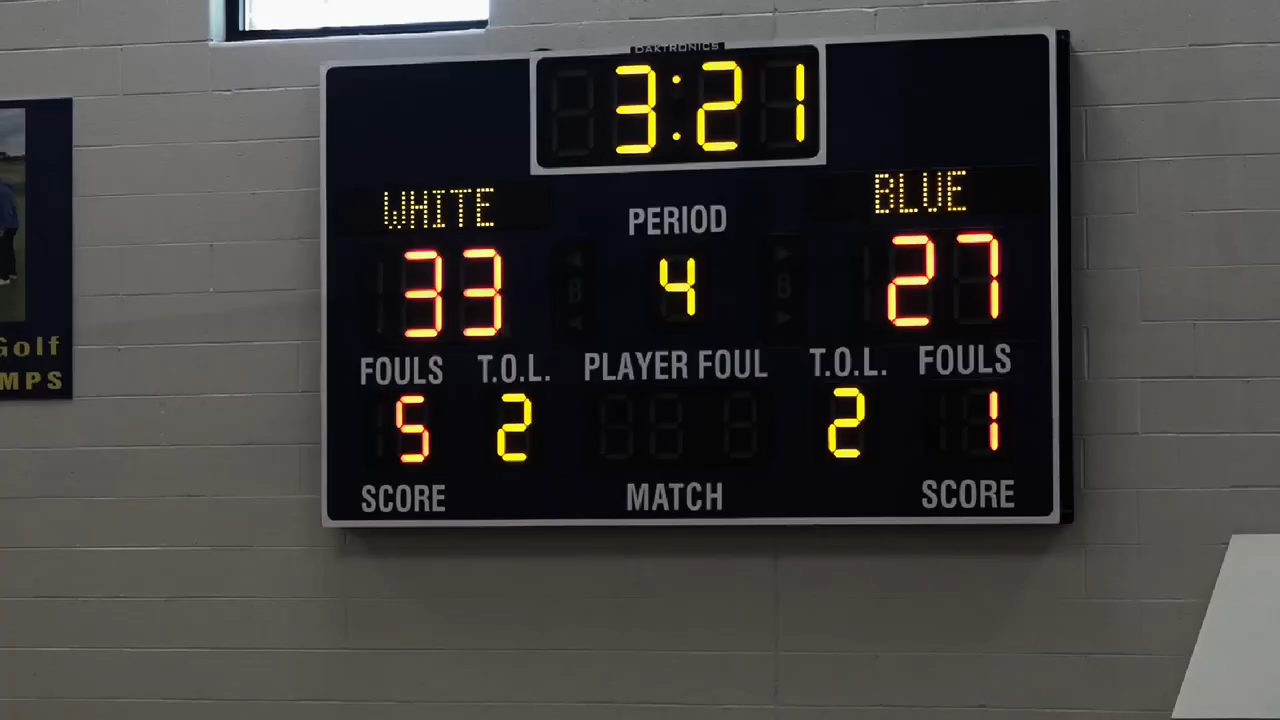 DAKTRONICS
3:21
WHITE
BLUE
PERIOD
33
4
27
FOULS T.O.L. PLAYER FOUL T.O.L. FOULS
5 2 2 1
SCORE MATCH SCORE
Golf
MPS